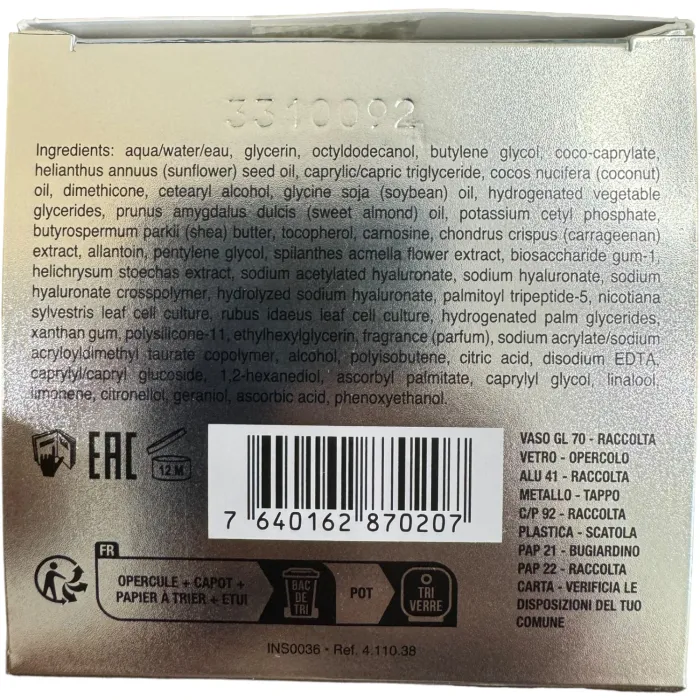 3310092
Ingredients: aqua/water/eau, glycerin, octyldodecanol, butylene glycol, coco-caprylate,
helianthus annuus (sunflower) seed oil, caprylic/capric triglyceride, cocos nucifera (coconut)
oil, dimethicone, cetearyl alcohol, glycine soja (soybean) oil, hydrogenated vegetable
glycerides, prunus amygdalus dulcis (sweet almond) oil, potassium cetyl phosphate,
butyrospermum parkii (shea) butter, tocopherol, carnosine, chondrus crispus (carrageenan)
extract, allantoin, pentylene glycol, spilanthes acmella flower extract, biosaccharide gum-1,
helichrysum stoechas extract, sodium acetylated hyaluronate, sodium hyaluronate, sodium
hyaluronate crosspolymer, hydrolyzed sodium hyaluronate, palmitoyl tripeptide-5, nicotiana
sylvestris leaf cell culture, rubus idaeus leaf cell culture, hydrogenated palm glycerides,
xanthan gum, polysilicone-11, ethylhexylglycerin, fragrance (parfum), sodium acrylate/sodium
acryloyldimethyl taurate copolymer, alcohol, polyisobutene, citric acid, disodium EDTA,
caprylyl/capryl glucoside, 1,2-hexanediol, ascorbyl palmitate, caprylyl glycol, linalool,
limonene, citronellol, geraniol, ascorbic acid, phenoxyethanol.
EAC
12 M
7 640162 870207
VASO GL 70 - RACCOLTA
VETRO - OPERCOLO
ALU 41 - RACCOLTA
METALLO - TAPPO
C/P 92 - RACCOLTA
PLASTICA - SCATOLA
PAP 21 - BUGIARDINO
PAP 22 - RACCOLTA
CARTA - VERIFICIA LE
DISPOSIZIONI DEL TUO
COMUNE
FR
OPERCULE + CAPOT +
PAPIER À TRIER + ETUI
BAC
DE
TRI
POT
TRI
VERRE
INS0036 - Ref. 4.110.38